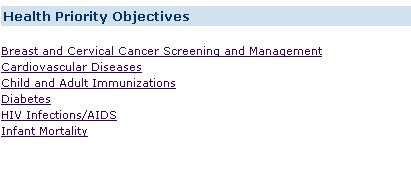 Health Priority Objectives
Breast and Cervical Cancer Screening and Management
Cardiovascular Diseases
Child and Adult Immunizations
Diabetes
HIV Infections/AIDS
Infant Mortality